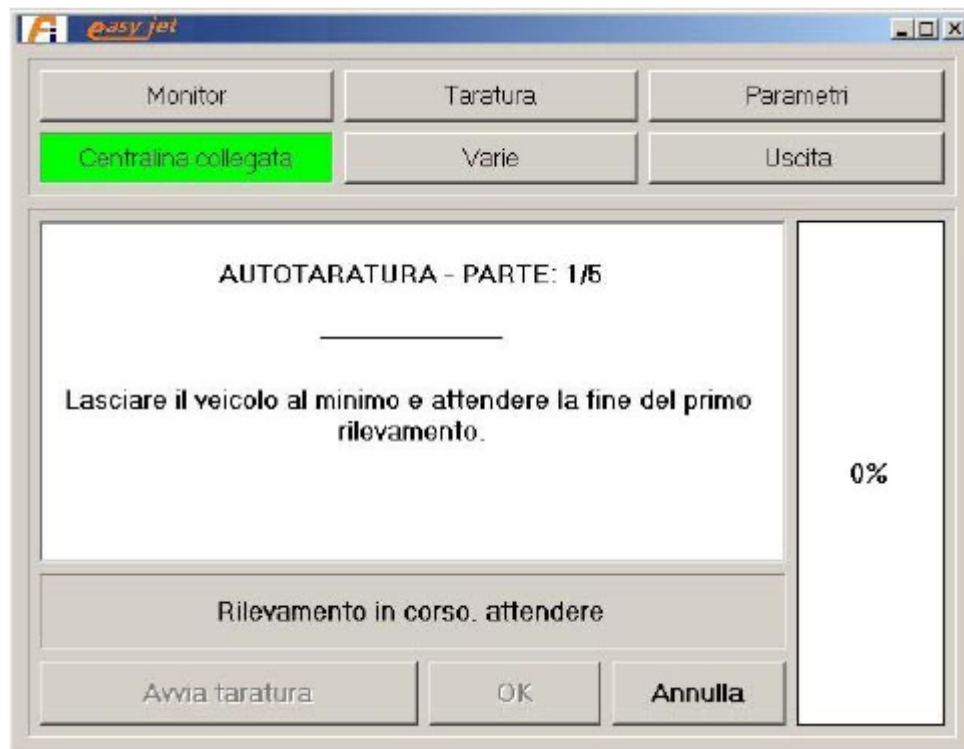 easy jet
Monitor
Taratura
Parametri
Centralina collegata
Varie
Uscita
AUTOTARATURA - PARTE: 1/5
Lasciare il veicolo al minimo e attendere la fine del primo
rilevamento.
0%
Rilevamento in corso. attendere
Avvia taratura
OK
Annulla